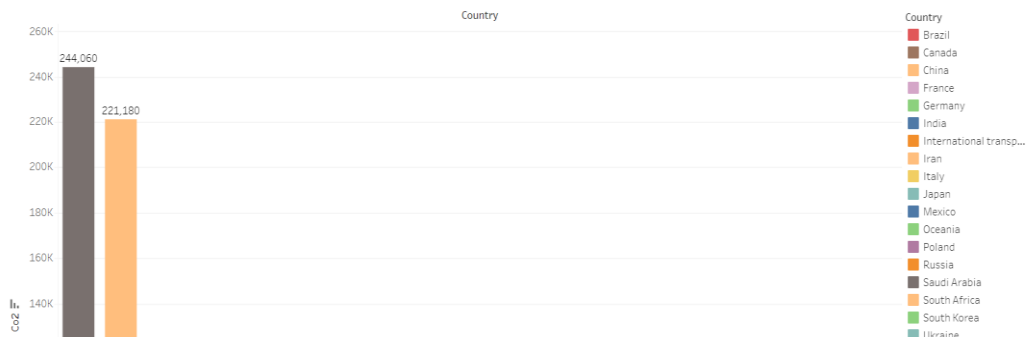 Country
260K
240K
220K
200K
180K
160K
140K
Co2
244,060
221,180
Country
Brazil
Canada
China
France
Germany
India
International transp...
Iran
Italy
Japan
Mexico
Oceania
Poland
Russia
Saudi Arabia
South Africa
South Korea
Ukraine